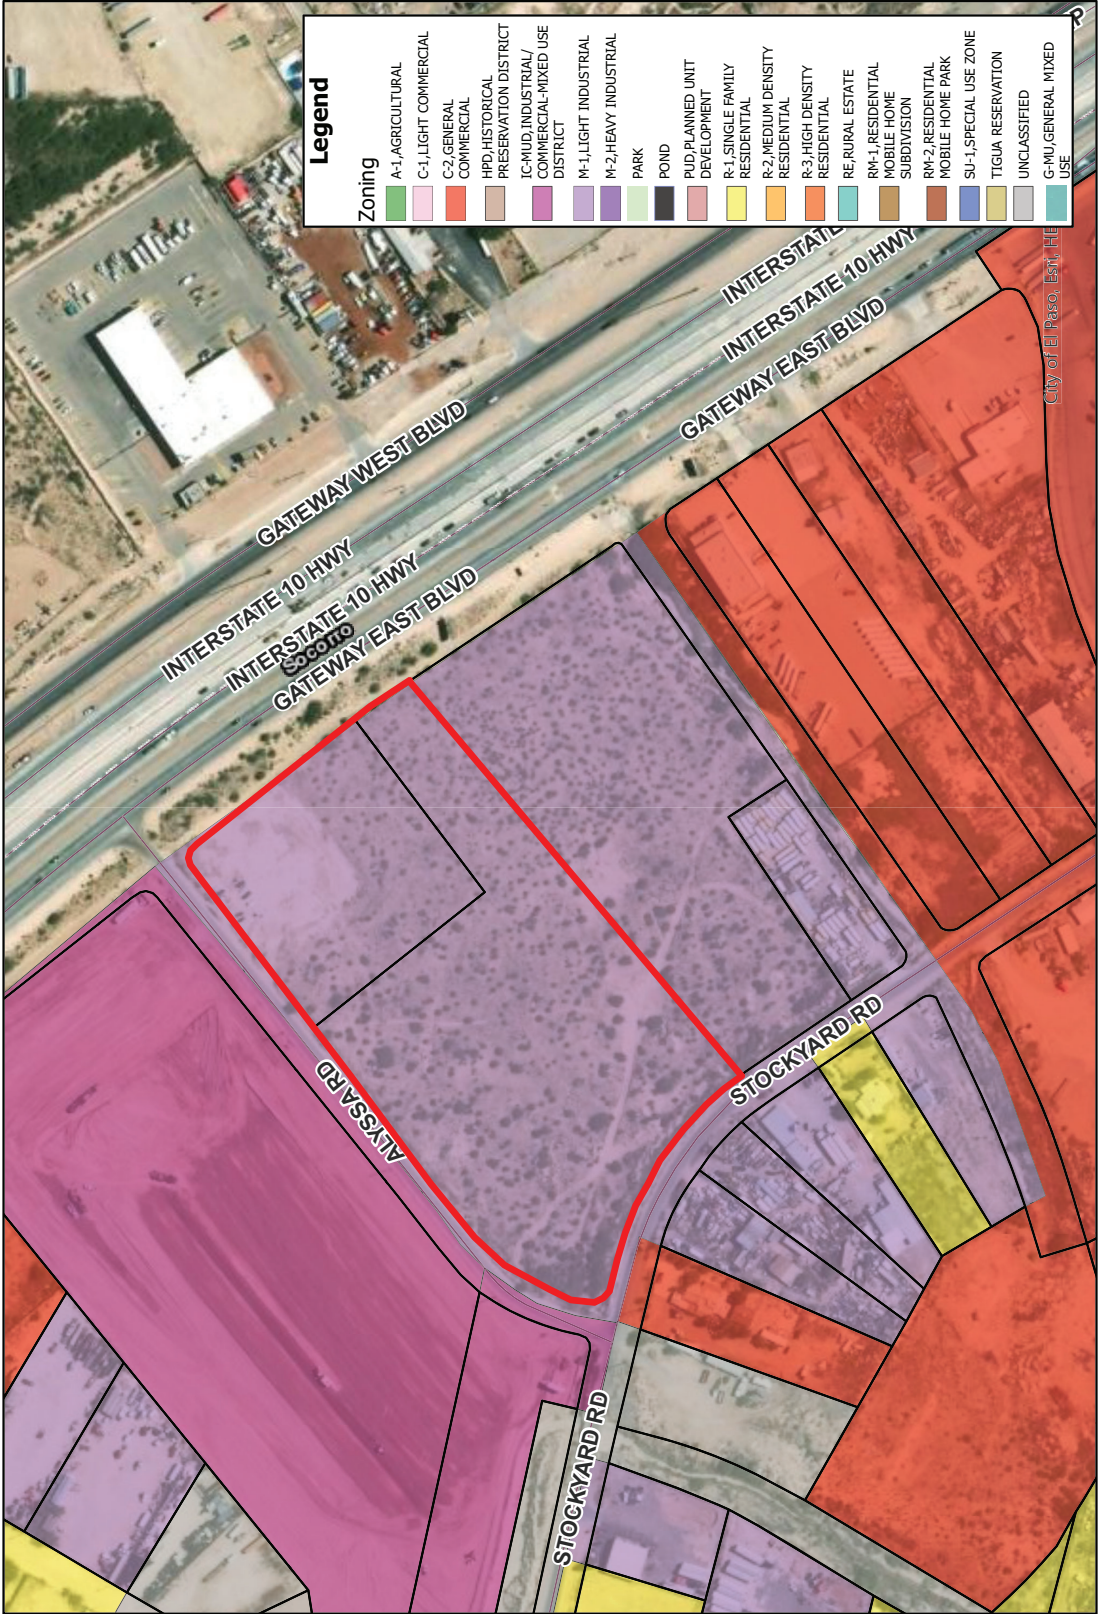 Legend
Zoning
A-1,AGRICULTURAL
C-1,LIGHT COMMERCIAL
C-2,GENERAL
COMMERCIAL
HPD,HISTORICAL
PRESERVATION DISTRICT
IC-MUD,INDUSTRIAL/
COMMERCIAL-MIXED USE
DISTRICT
M-1,LIGHT INDUSTRIAL
M-2,HEAVY INDUSTRIAL
PARK
POND
PUD,PLANNED UNIT
DEVELOPMENT
R-1,SINGLE FAMILY
RESIDENTIAL
R-2,MEDIUM DENSITY
RESIDENTIAL
R-3,HIGH DENSITY
RESIDENTIAL
RE,RURAL ESTATE
RM-1,RESIDENTIAL
MOBILE HOME
SUBDIVISION
RM-2,RESIDENTIAL
MOBILE HOME PARK
SU-1,SPECIAL USE ZONE
TIGUA RESERVATION
UNCLASSIFIED
G-MU,GENERAL MIXED
USE
GATEWAY WEST BLVD
INTERSTATE 10 HWY
INTERSTATE 10 HWY
Socorro
GATEWAY EAST BLVD
INTERSTATE
INTERSTATE 10 HWY
GATEWAY EAST BLVD
ALYSSA RD
STOCKYARD RD
STOCKYARD RD
City of El Paso, Esri, HE